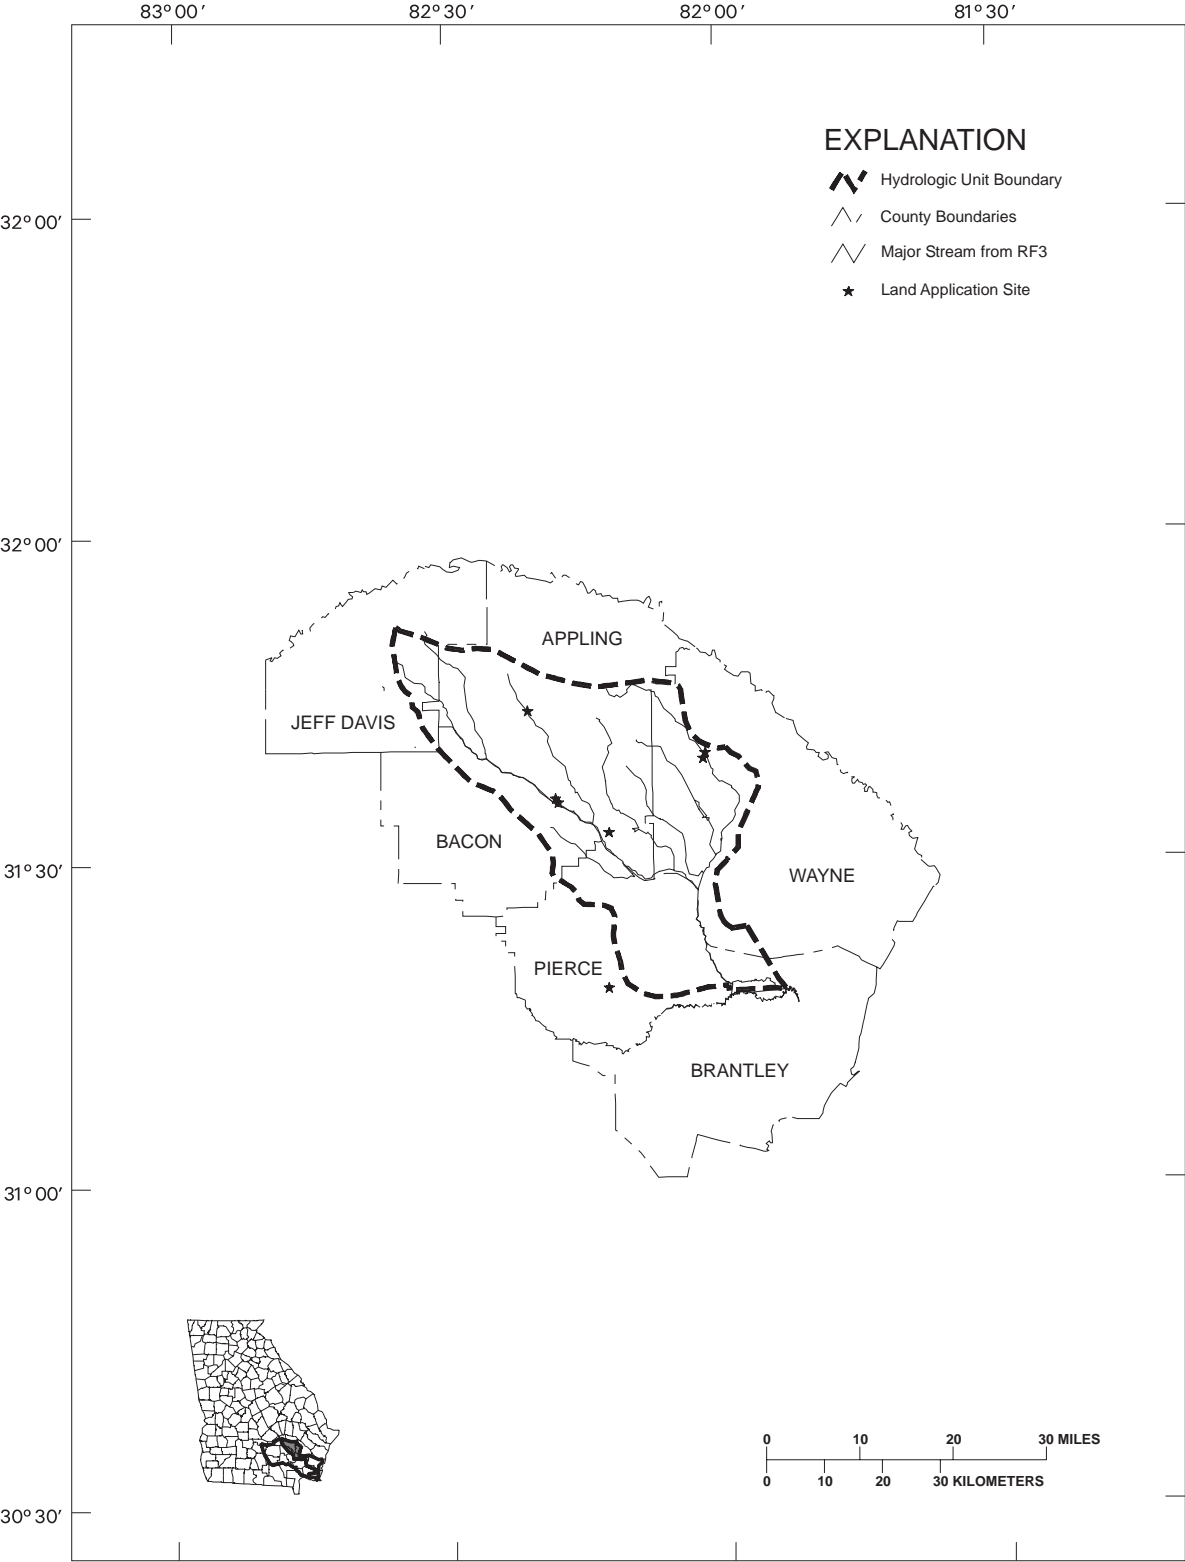 83°00′ 82°30′ 82°00′ 81°30′
EXPLANATION
Hydrologic Unit Boundary
County Boundaries
Major Stream from RF3
Land Application Site
32°00′
32°00′
APPLING
JEFF DAVIS
BACON
31°30′
WAYNE
PIERCE
BRANTLEY
31°00′
0 10 20 30 MILES
0 10 20 30 KILOMETERS
30°30′